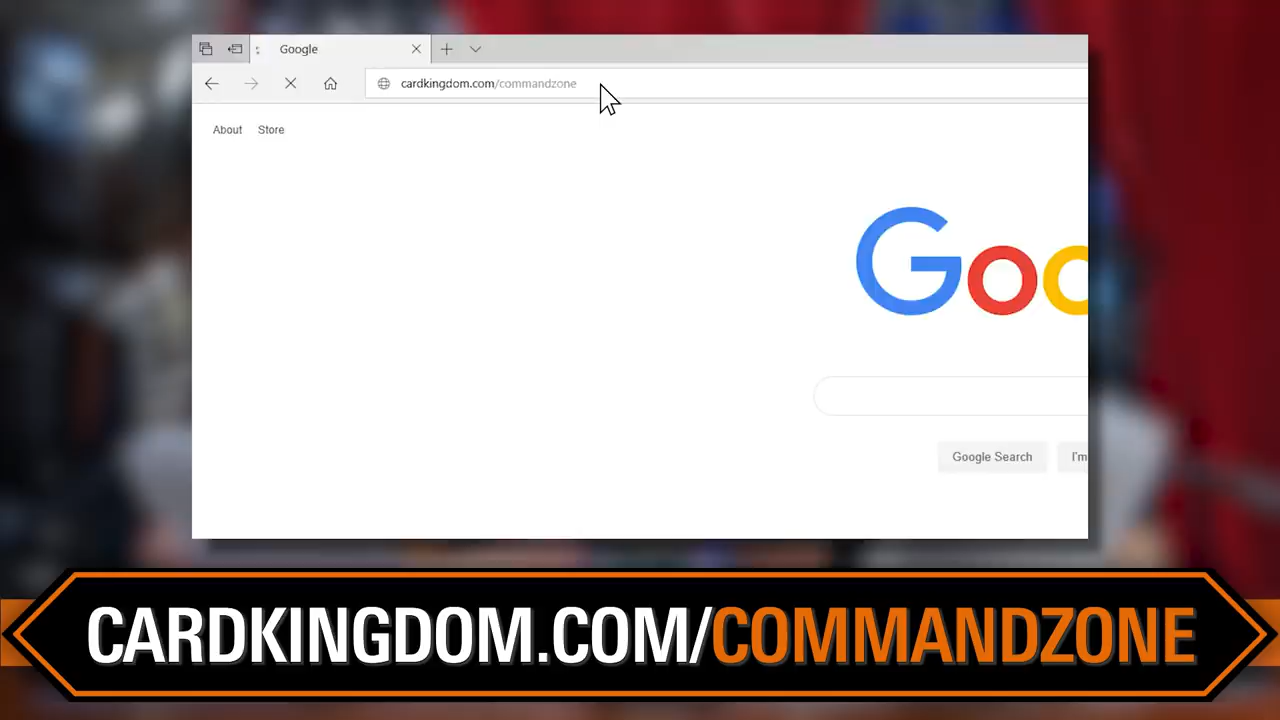 Google
cardkingdom.com/commandzone
About Store
Goo
Google Search I'm
CARDKINGDOM.COM/COMMANDZONE